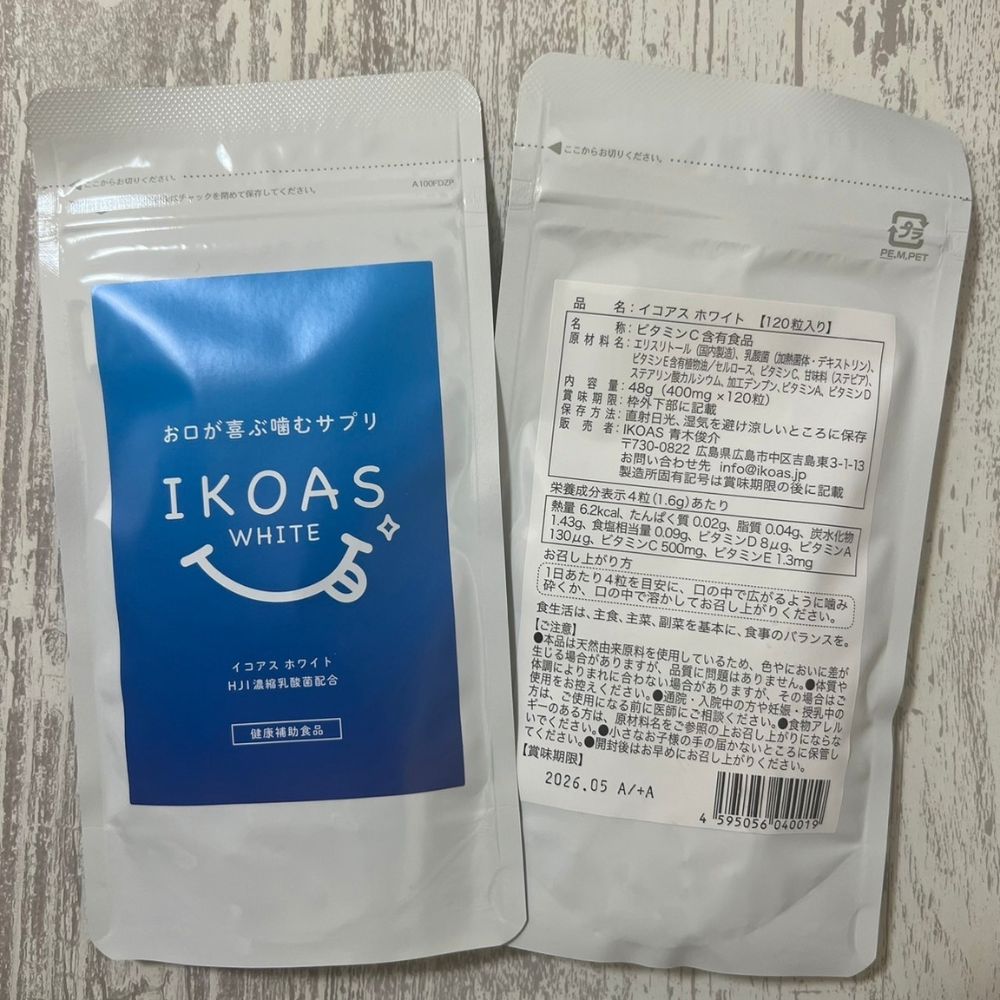 ここからお切りください。
チャックを閉めて保存してください。
A100FDZP
お口が喜ぶ噛むサプリ
IKOAS
WHITE
イコアス ホワイト
HJ1濃縮乳酸菌配合
健康補助食品
ここからお切りください。
プラ
PE.M.PET
品 名：イコアス ホワイト 【120粒入り】
名 称：ビタミンC含有食品
原材料名：エリスリトール（国内製造）、乳酸菌（加熱菌体・デキストリン）、
ビタミンE含有植物油／セルロース、ビタミンC、甘味料（ステビア）、
ステアリン酸カルシウム、加工デンプン、ビタミンA、ビタミンD
内容量：48g（400mg×120粒）
賞味期限：枠外下部に記載
保存方法：直射日光、湿気を避け涼しいところに保存
販売者：IKOAS 青木俊介
〒730-0822 広島県広島市中区吉島東3-1-13
お問い合わせ先 info@ikoas.jp
製造所固有記号は賞味期限の後に記載
栄養成分表示4粒（1.6g）あたり
熱量 6.2kcal、たんぱく質 0.02g、脂質 0.04g、炭水化物
1.43g、食塩相当量 0.09g、ビタミンD 8μg、ビタミンA
130μg、ビタミンC 500mg、ビタミンE 1.3mg
お召し上がり方
1日あたり4粒を目安に、口の中で広がるように噛み
砕くか、口の中で溶かしてお召し上がりください。
食生活は、主食、主菜、副菜を基本に、食事のバランスを。
【ご注意】
●本品は天然由来原料を使用しているため、色やにおいに差が
生じる場合がありますが、品質に問題はありません。●体質や
体調によりまれに合わない場合がありますが、その場合はご
使用をお控えください。●通院・入院中の方や妊娠・授乳中の
方は、ご使用になる前に医師にご相談ください。●食物アレル
ギーのある方は、原材料名をご参照の上お召し上がりにならな
いでください。●小さなお子様の手の届かないところに保管し
てください。●開封後はお早めにお召し上がりください。
【賞味期限】
2026.05 A/+A
4 595056 040019